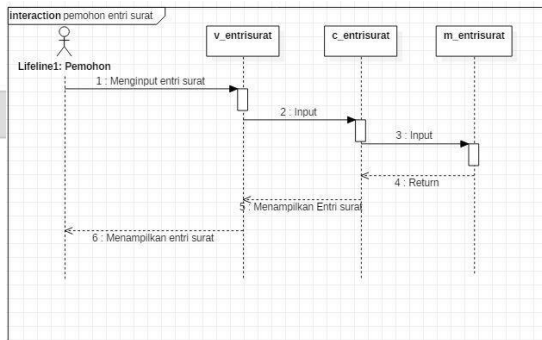 interaction pemohon entri surat
v_entrisurat
c_entrisurat
m_entrisurat
Lifeline1: Pemohon
1 : Menginput entri surat
2 : Input
3 : Input
4 : Return
5 : Menampilkan Entri surat
6 : Menampilkan entri surat